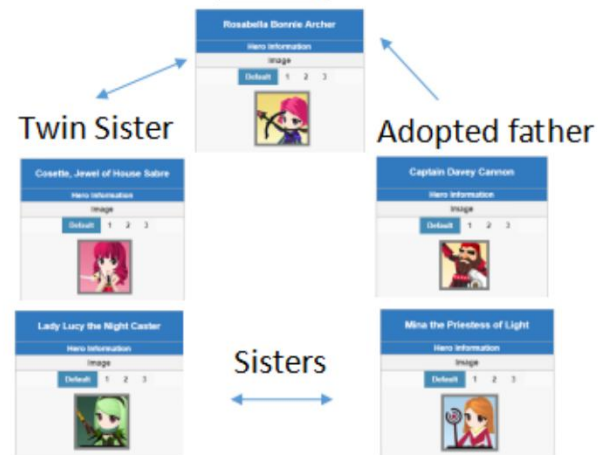 Rosabella Bonnie Archer
Hero Information
Image
Default 1 2 3
Twin Sister
Adopted father
Cosette, Jewel of House Sabre
Hero Information
Image
Default 1 2 3
Captain Davey Cannon
Hero Information
Image
Default 1 2 3
Lady Lucy the Night Caster
Hero Information
Image
Default 1 2 3
Sisters
Mina the Priestess of Light
Hero Information
Image
Default 1 2 3